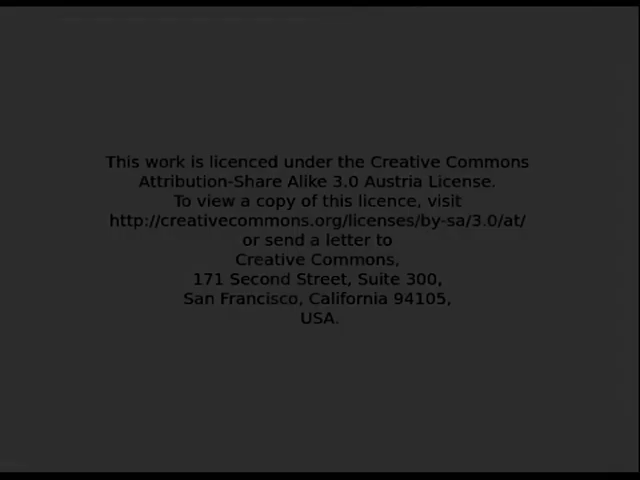 This work is licenced under the Creative Commons
Attribution-Share Alike 3.0 Austria License.
To view a copy of this licence, visit
http://creativecommons.org/licenses/by-sa/3.0/at/
or send a letter to
Creative Commons,
171 Second Street, Suite 300,
San Francisco, California 94105,
USA.